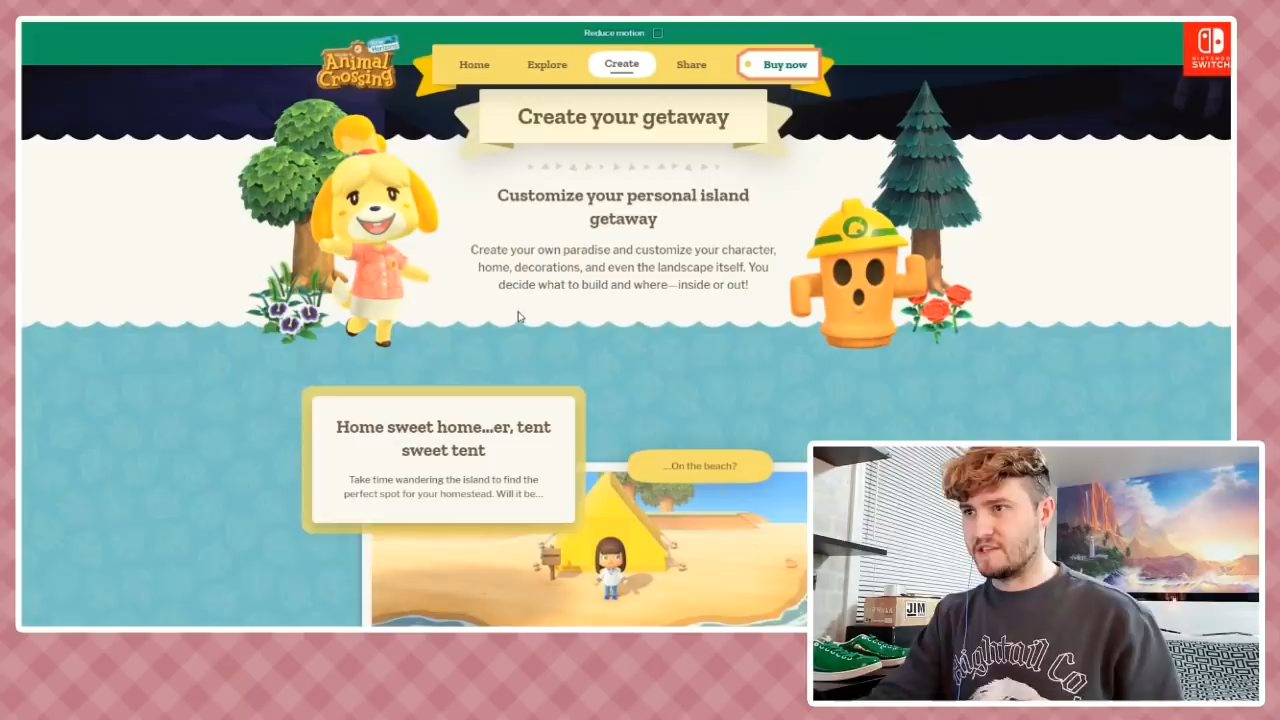 Reduce motion
Animal
Crossing
Home
Explore
Create
Share
Buy now
NINTENDO
SWITCH
Create your getaway
Customize your personal island
getaway
Create your own paradise and customize your character,
home, decorations, and even the landscape itself. You
decide what to build and where—inside or out!
Home sweet home...er, tent
sweet tent
Take time wandering the island to find the
perfect spot for your homestead. Will it be...
...On the beach?
JIM